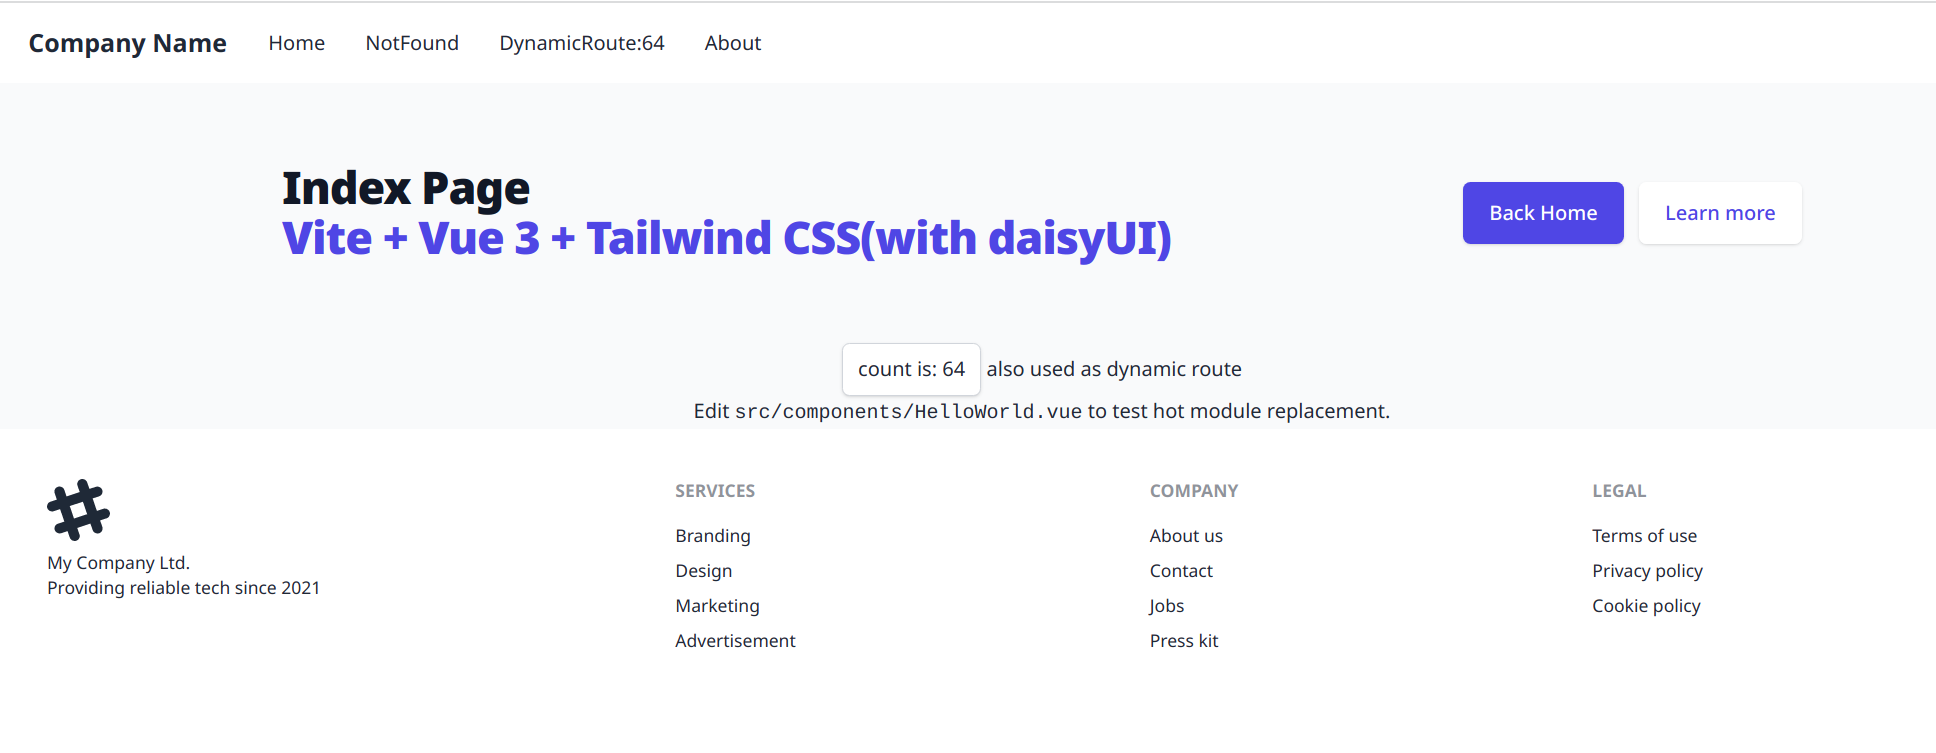 Company Name Home NotFound DynamicRoute:64 About
Index Page
Vite + Vue 3 + Tailwind CSS(with daisyUI)
Back Home Learn more
count is: 64 also used as dynamic route
Edit src/components/HelloWorld.vue to test hot module replacement.
My Company Ltd.
Providing reliable tech since 2021
SERVICES
Branding
Design
Marketing
Advertisement
COMPANY
About us
Contact
Jobs
Press kit
LEGAL
Terms of use
Privacy policy
Cookie policy